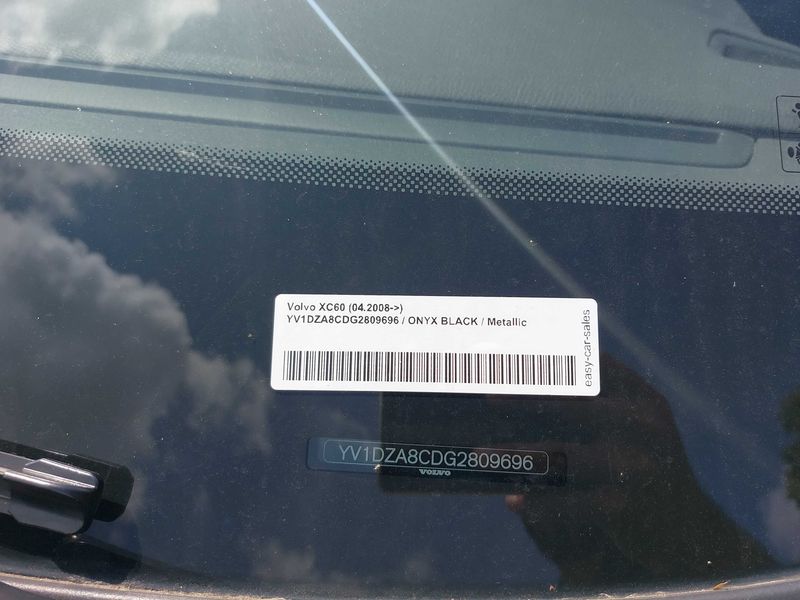 Volvo XC60 (04.2008->)
YV1DZA8CDG2809696 / ONYX BLACK / Metallic
easy-car-sales
YV1DZA8CDG2809696
VOLVO